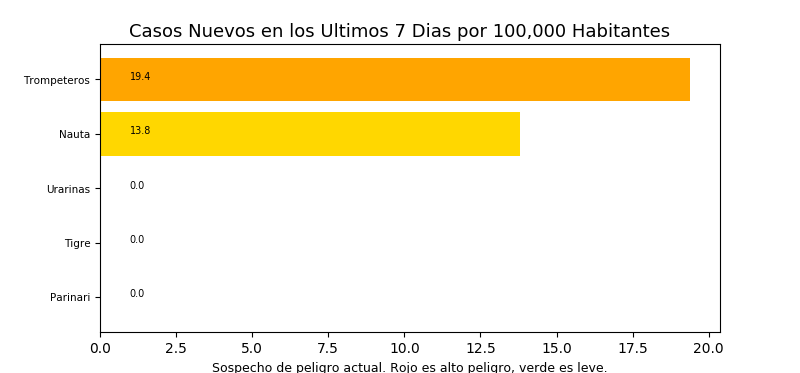 Casos Nuevos en los Ultimos 7 Dias por 100,000 Habitantes
Trompeteros 19.4
Nauta 13.8
Urarinas 0.0
Tigre 0.0
Parinari 0.0
0.0 2.5 5.0 7.5 10.0 12.5 15.0 17.5 20.0
Sospecho de peligro actual. Rojo es alto peligro, verde es leve.